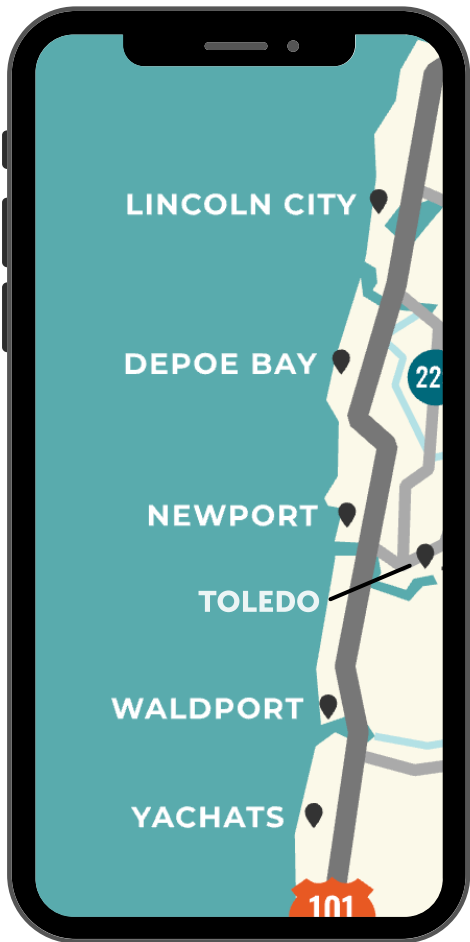 LINCOLN CITY
DEPOE BAY
22
NEWPORT
TOLEDO
WALDPORT
YACHATS
101